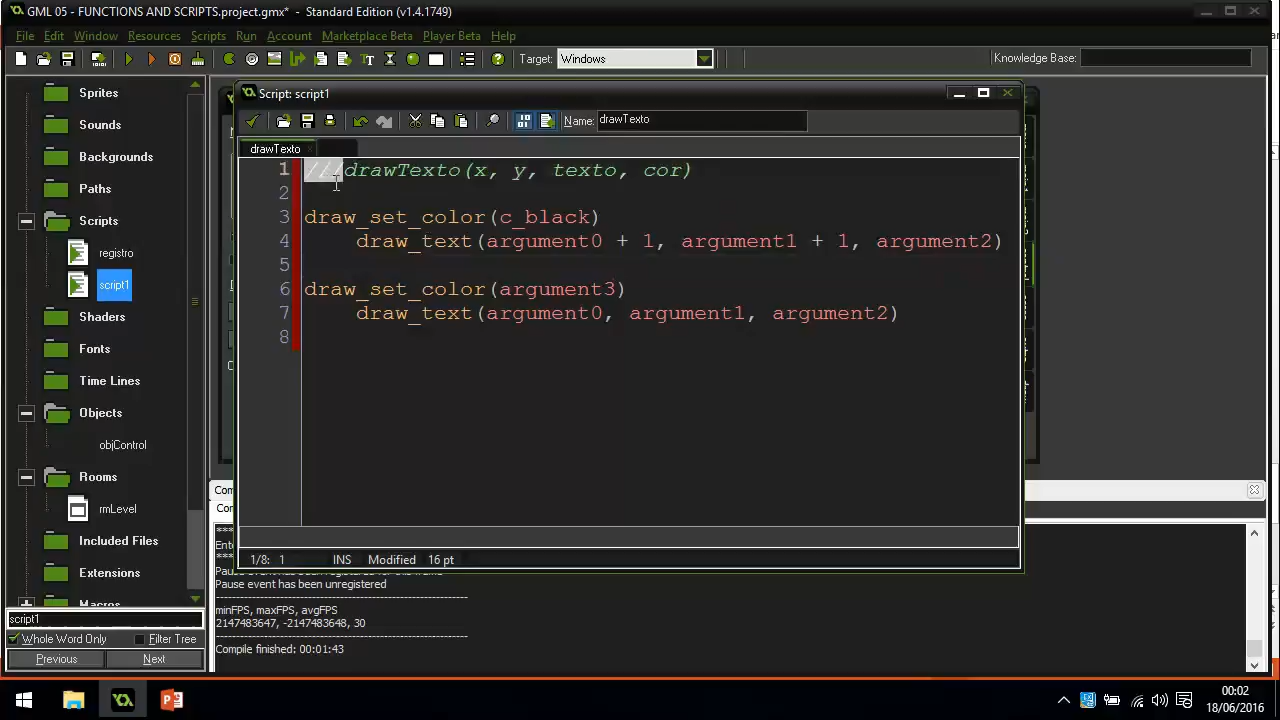 GML 05 - FUNCTIONS AND SCRIPTS.project.gmx* - Standard Edition (v1.4.1749)
File Edit Window Resources Scripts Run Account Marketplace Beta Player Beta Help
Target: Windows
Knowledge Base:
Sprites
Sounds
Backgrounds
Paths
Scripts
registro
script1
Shaders
Fonts
Time Lines
Objects
objControl
Rooms
rmLevel
Included Files
Extensions
Macros
script1
Whole Word Only Filter Tree
Previous Next
Script: script1
Name: drawTexto
drawTexto
1 ///drawTexto(x, y, texto, cor)
2
3 draw_set_color(c_black)
4 draw_text(argument0 + 1, argument1 + 1, argument2)
5
6 draw_set_color(argument3)
7 draw_text(argument0, argument1, argument2)
8
1/8: 1 INS Modified 16 pt
Pause event has been unregistered
minFPS, maxFPS, avgFPS
2147483647, -2147483648, 30
Compile finished: 00:01:43
00:02
18/06/2016